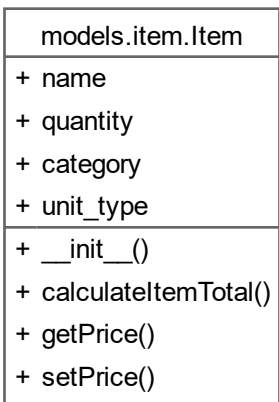 models.item.Item
+ name
+ quantity
+ category
+ unit_type
+ __init__()
+ calculateItemTotal()
+ getPrice()
+ setPrice()